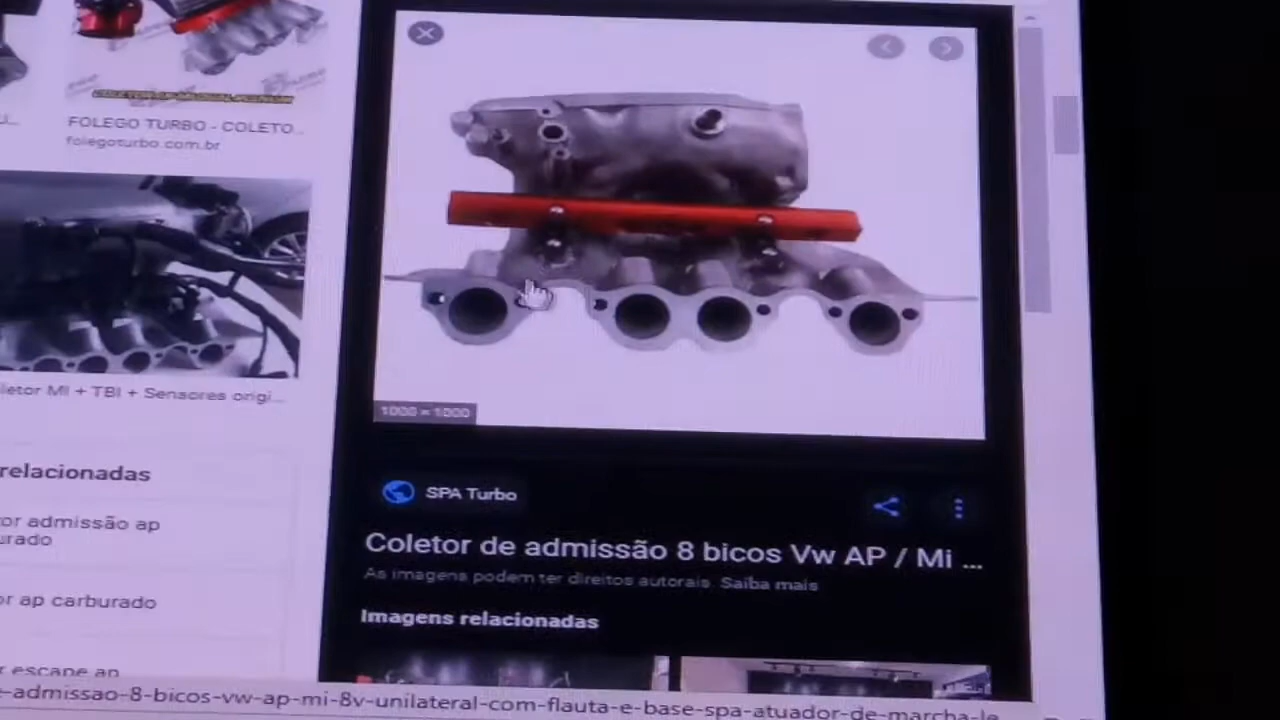 FOLEGO TURBO - COLETO...
folegoturbo.com.br
letor MI + TBI + Sensores origi...
relacionadas
or admissão ap
urado
or ap carburado
r escape ap
1000 × 1000
SPA Turbo
Coletor de admissão 8 bicos Vw AP / Mi ...
As imagens podem ter direitos autorais. Saiba mais
Imagens relacionadas
e-admissao-8-bicos-vw-ap-mi-8v-unilateral-com-flauta-e-base-spa-atuador-de-marcha-le